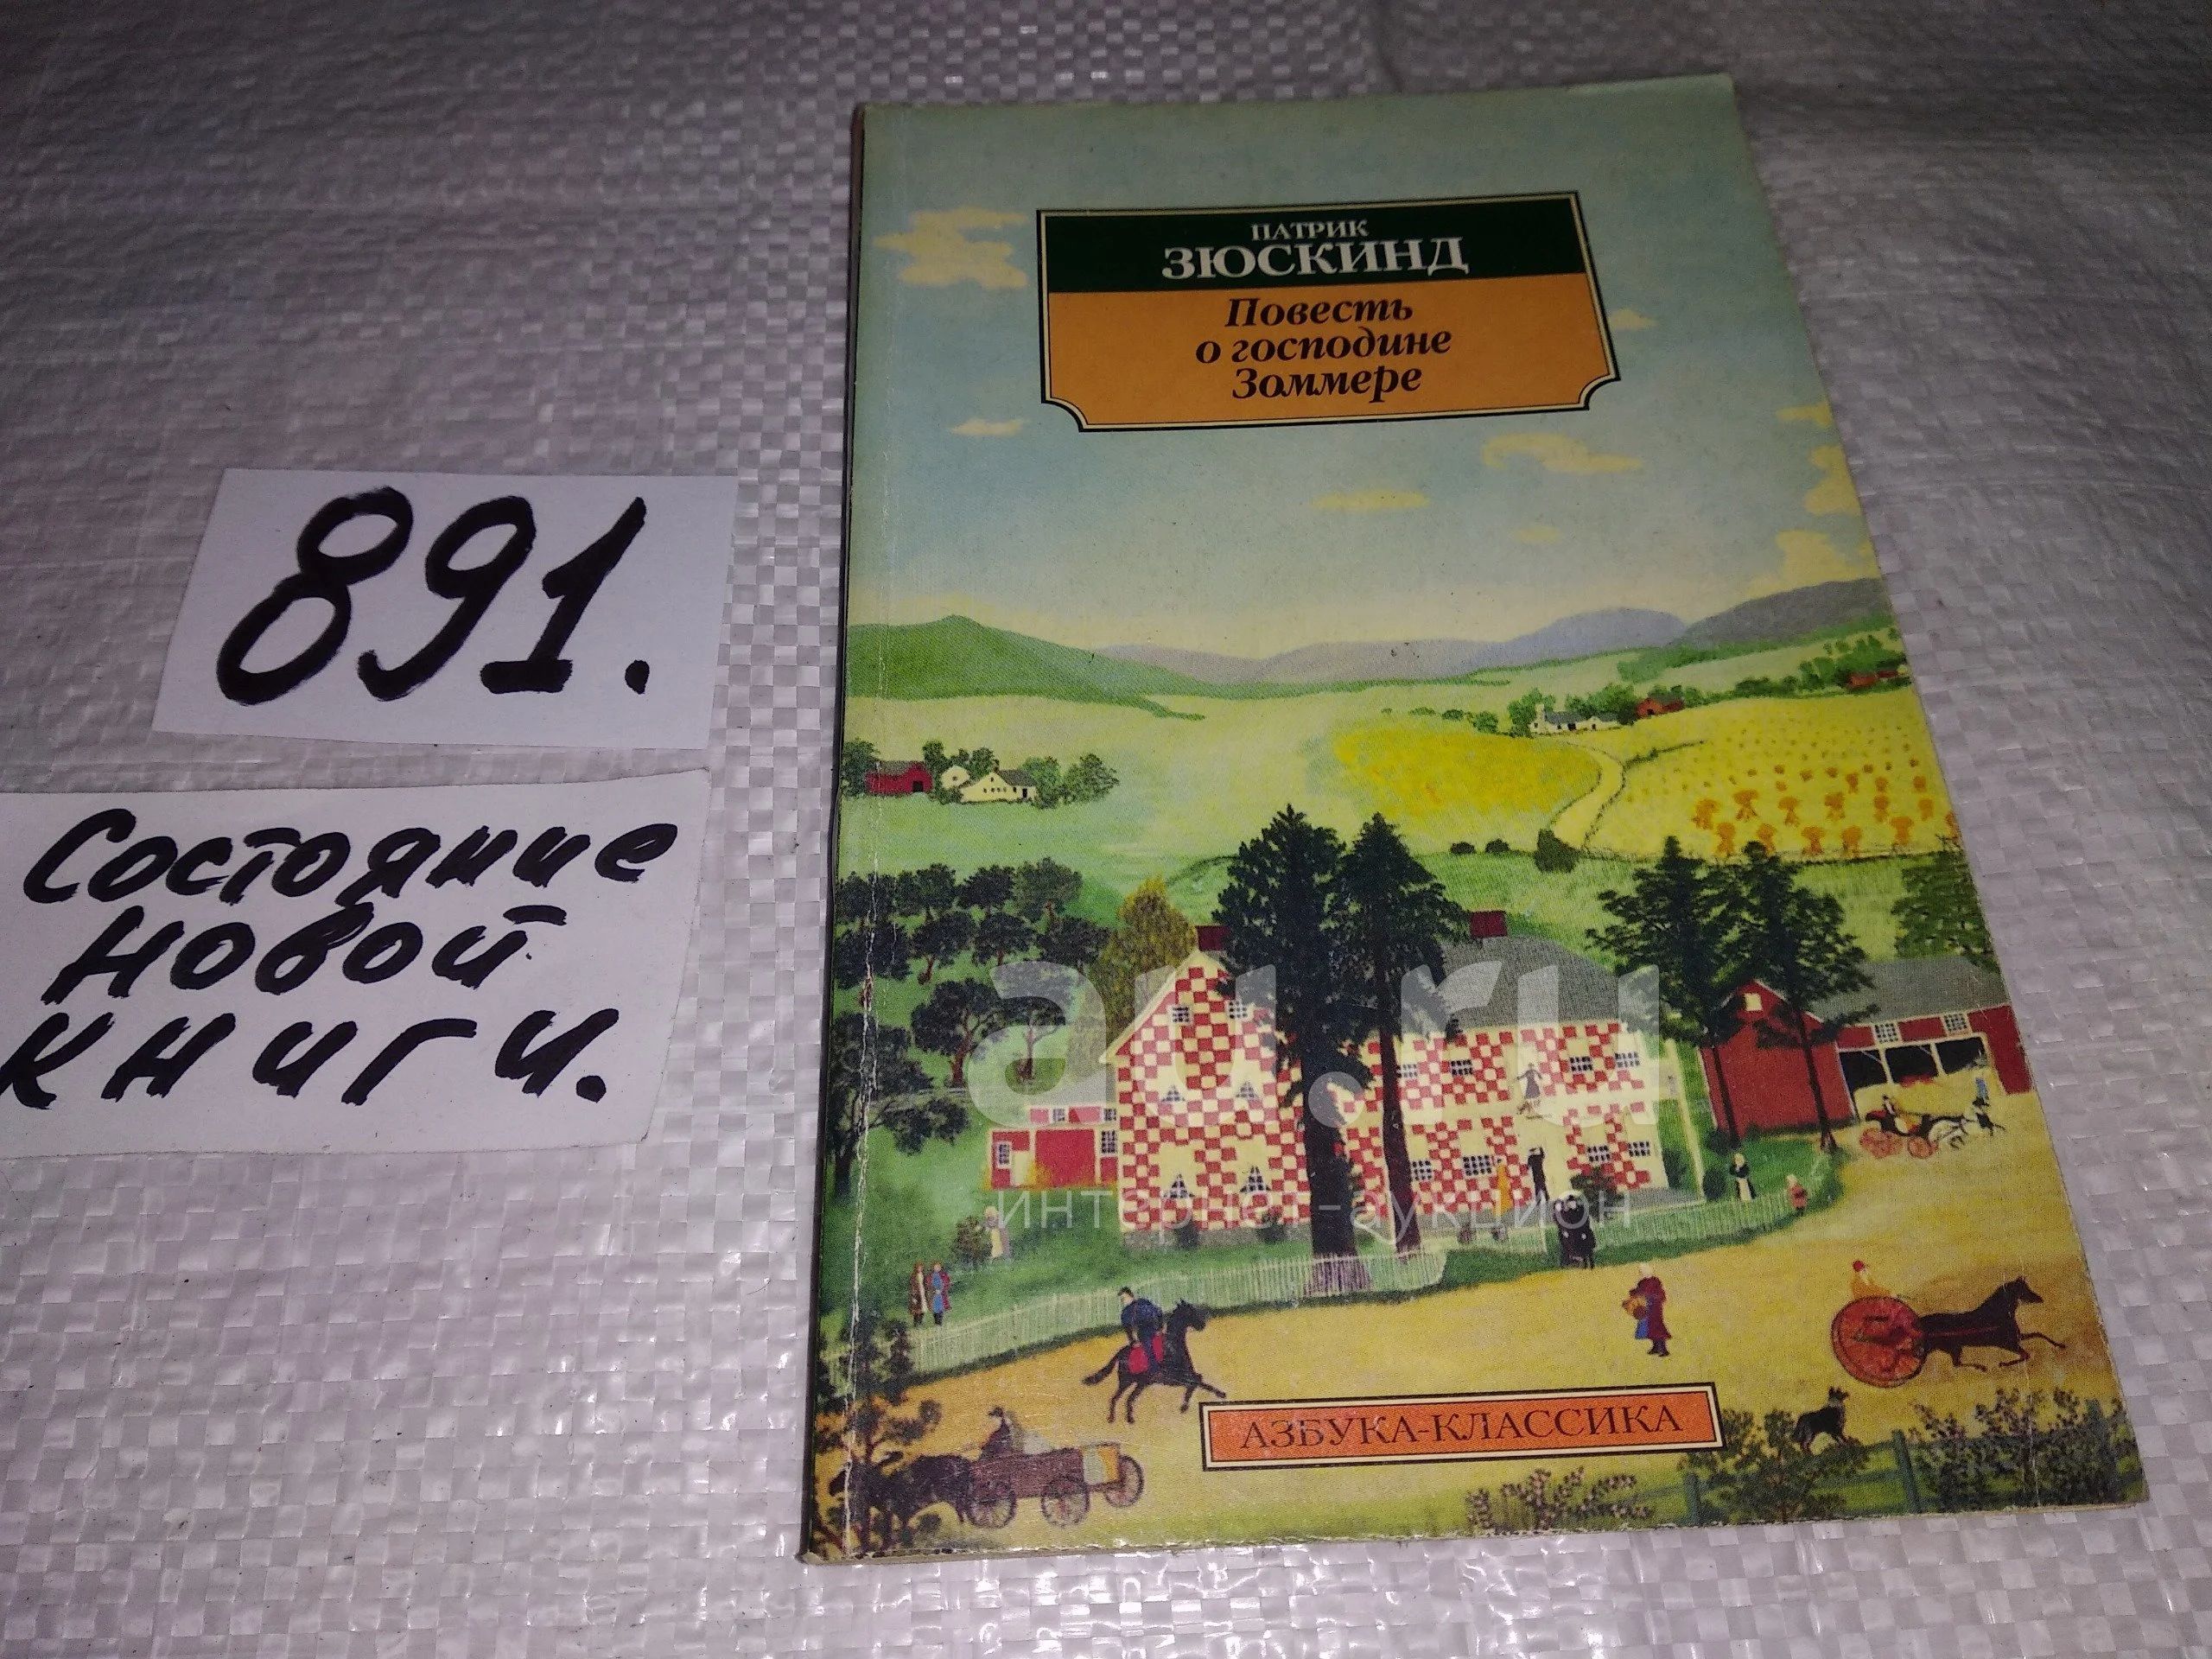 891.
Состояние
новой
книги.
ПАТРИК
ЗЮСКИНД
Повесть
о господине
Зоммере
au.ru
интернет-аукцион
АЗБУКА-КЛАССИКА